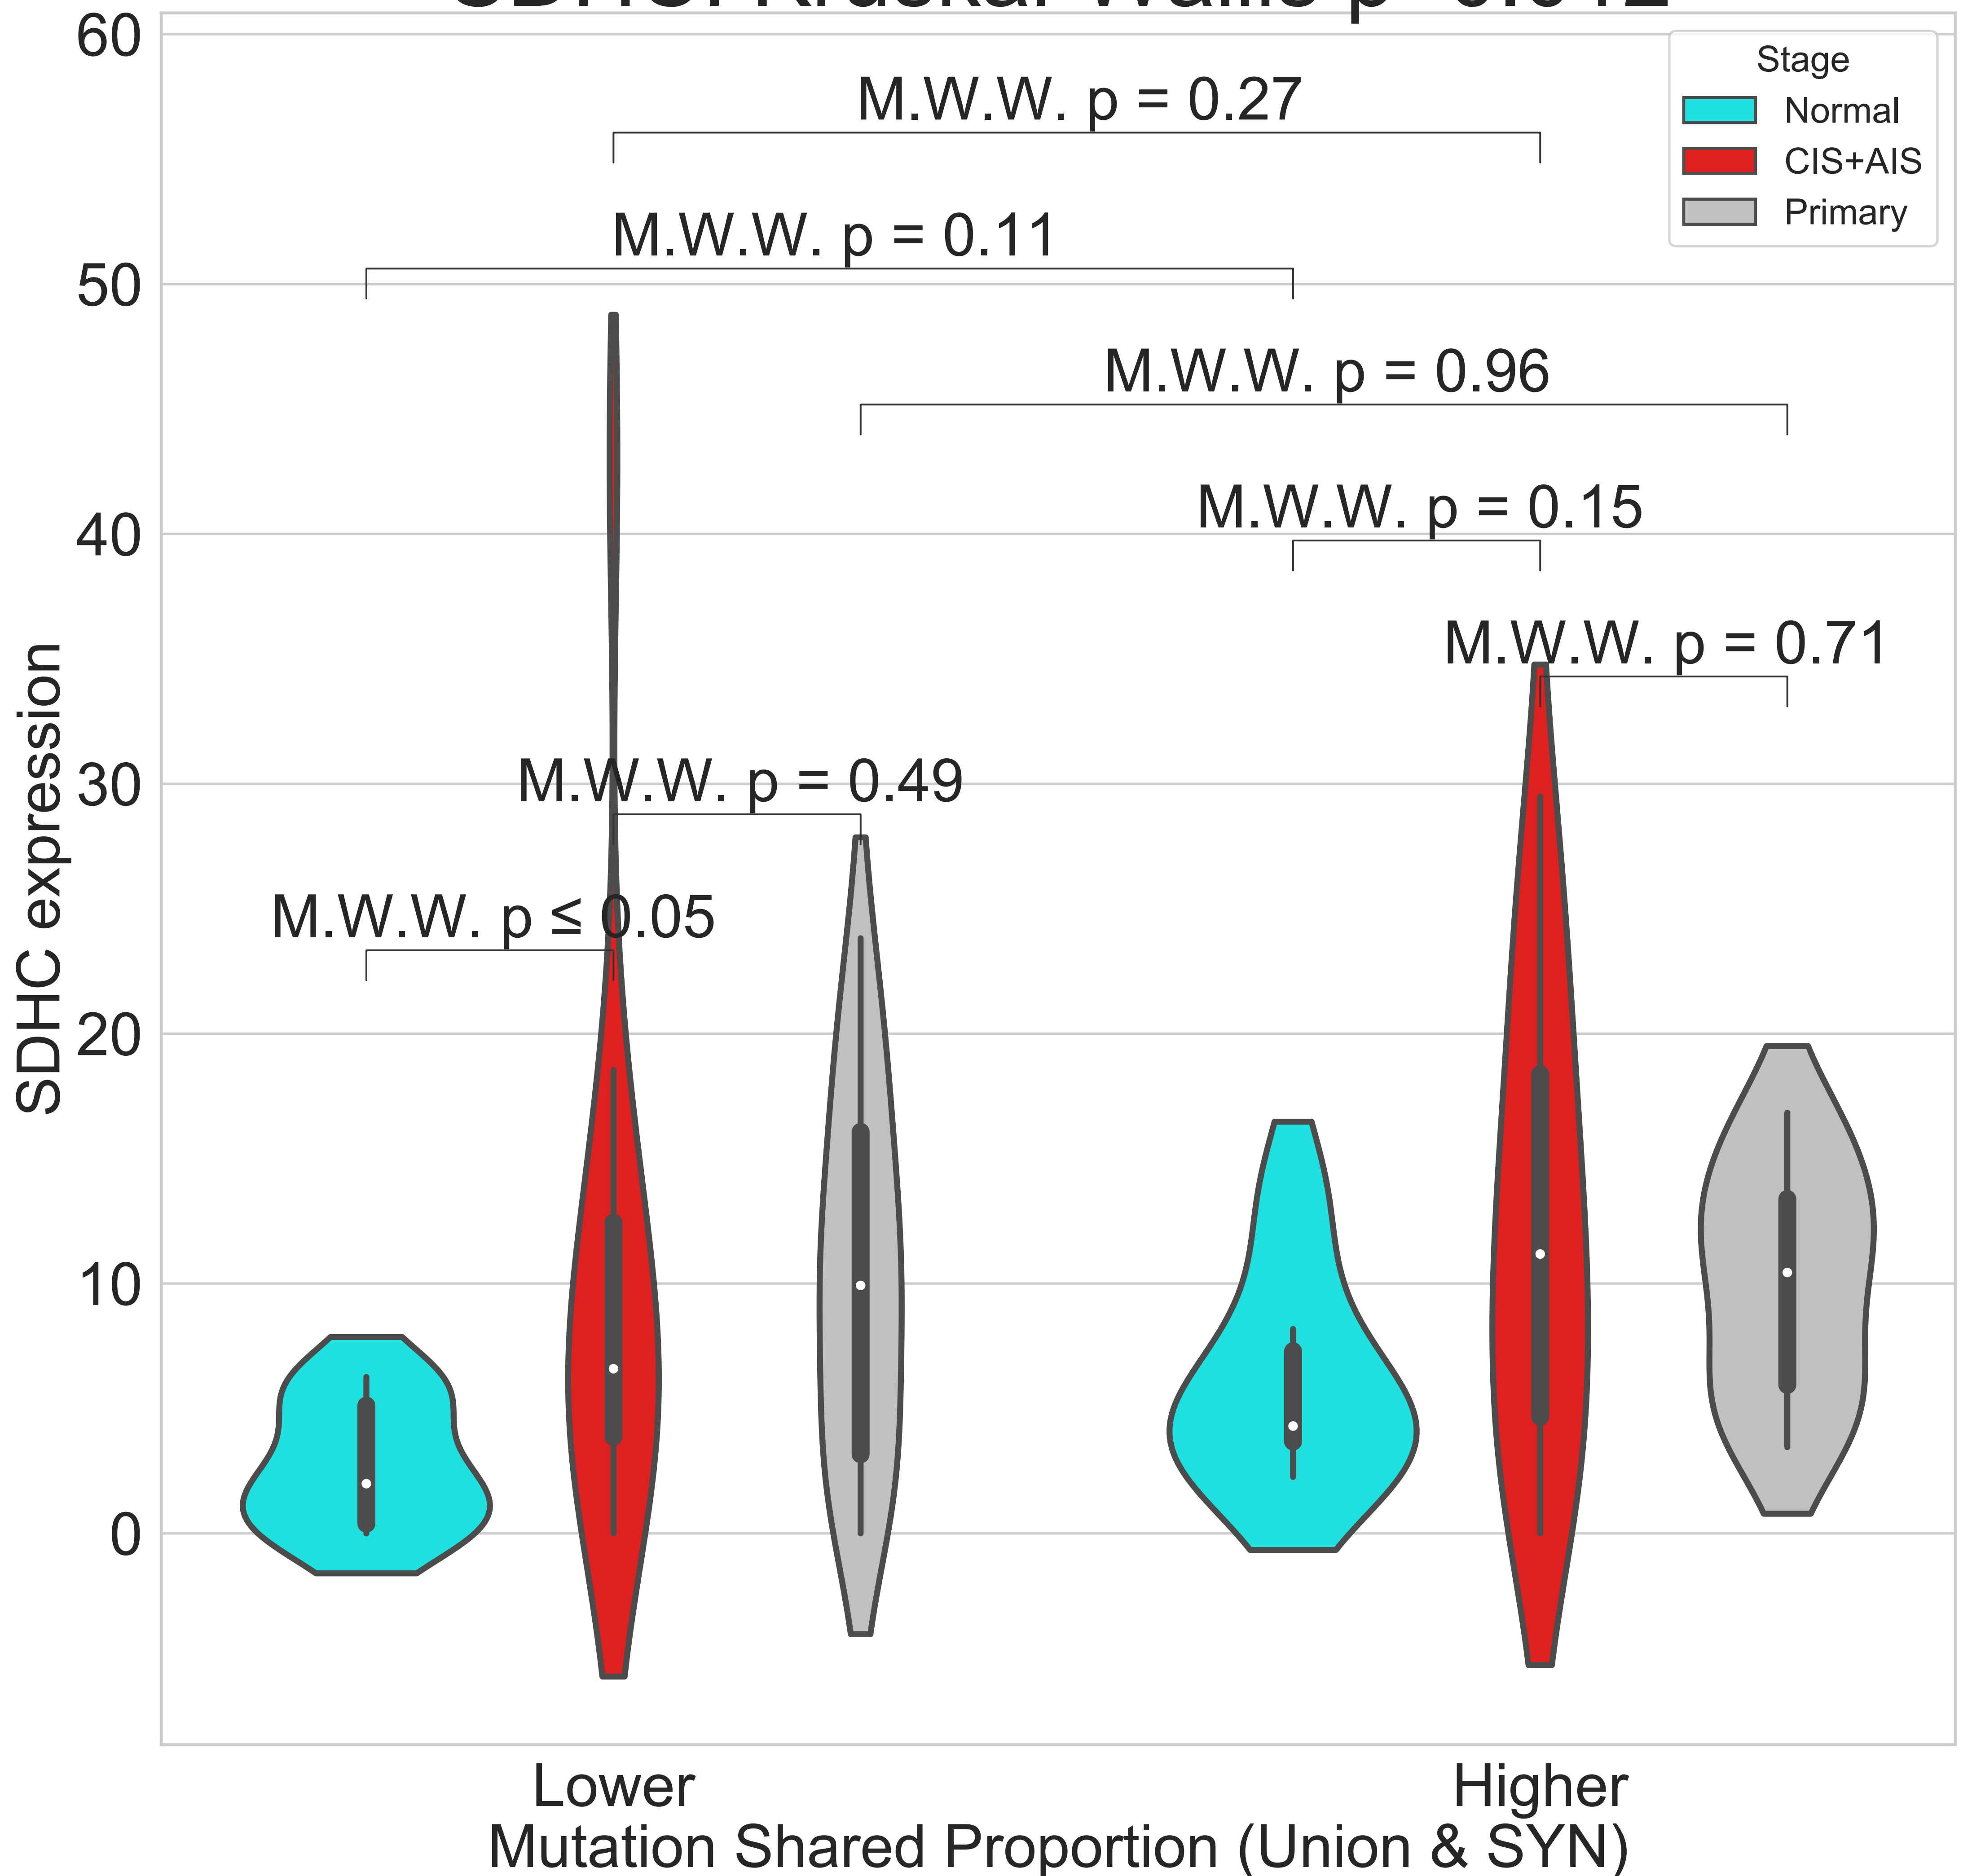 60
50
40
30
20
10
0
SDHC expression
Stage
Normal
CIS+AIS
Primary
M.W.W. p = 0.27
M.W.W. p = 0.11
M.W.W. p = 0.96
M.W.W. p = 0.15
M.W.W. p = 0.71
M.W.W. p = 0.49
M.W.W. p ≤ 0.05
Lower
Higher
Mutation Shared Proportion (Union & SYN)